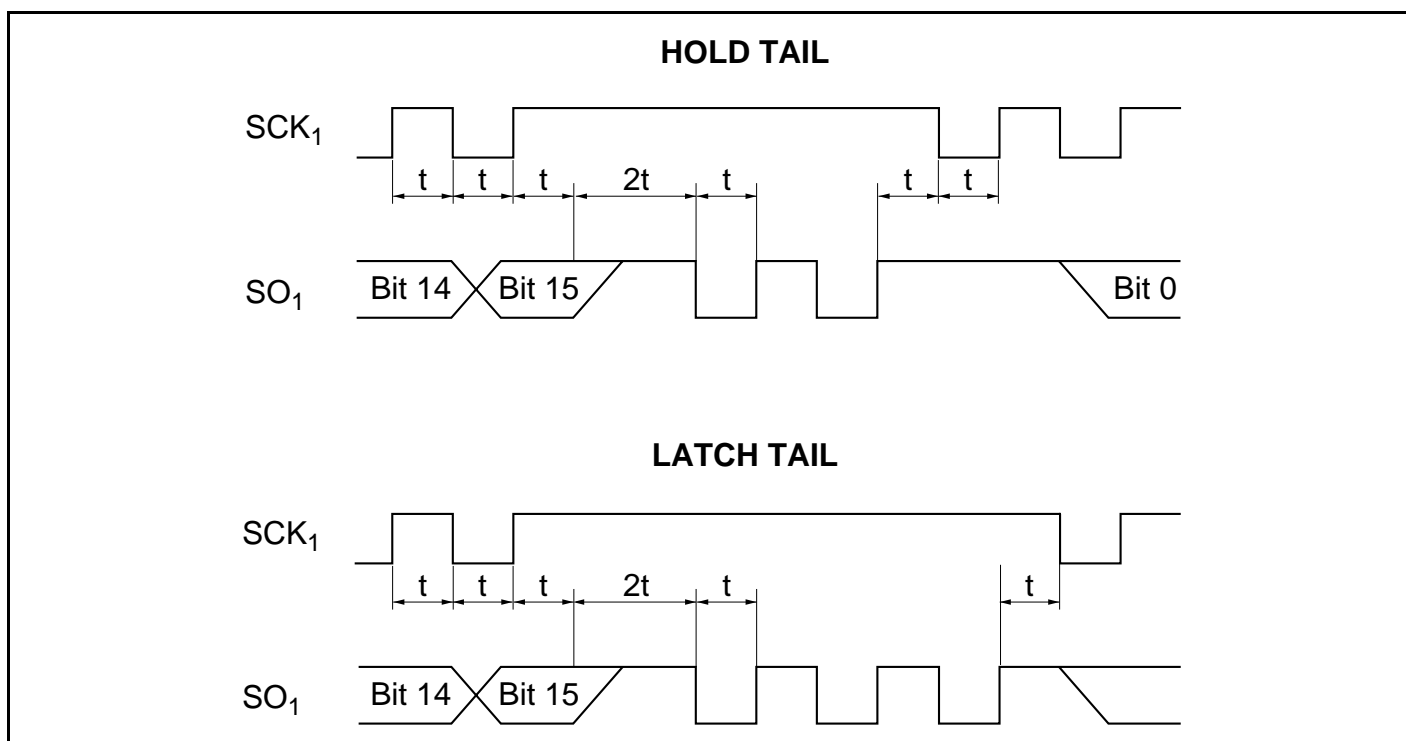 HOLD TAIL
SCK₁
t t t 2t t t t
SO₁ Bit 14 Bit 15 Bit 0
LATCH TAIL
SCK₁
t t t 2t t t
SO₁ Bit 14 Bit 15